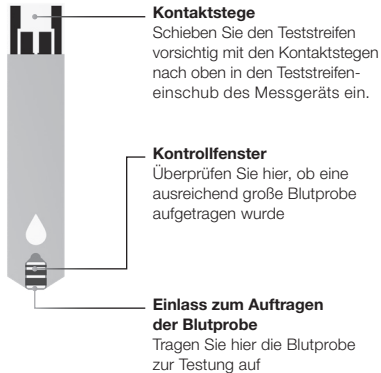 Kontaktstege
Schieben Sie den Teststreifen
vorsichtig mit den Kontaktstegen
nach oben in den Teststreifen-
einschub des Messgeräts ein.
Kontrollfenster
Überprüfen Sie hier, ob eine
ausreichend große Blutprobe
aufgetragen wurde
Einlass zum Auftragen
der Blutprobe
Tragen Sie hier die Blutprobe
zur Testung auf